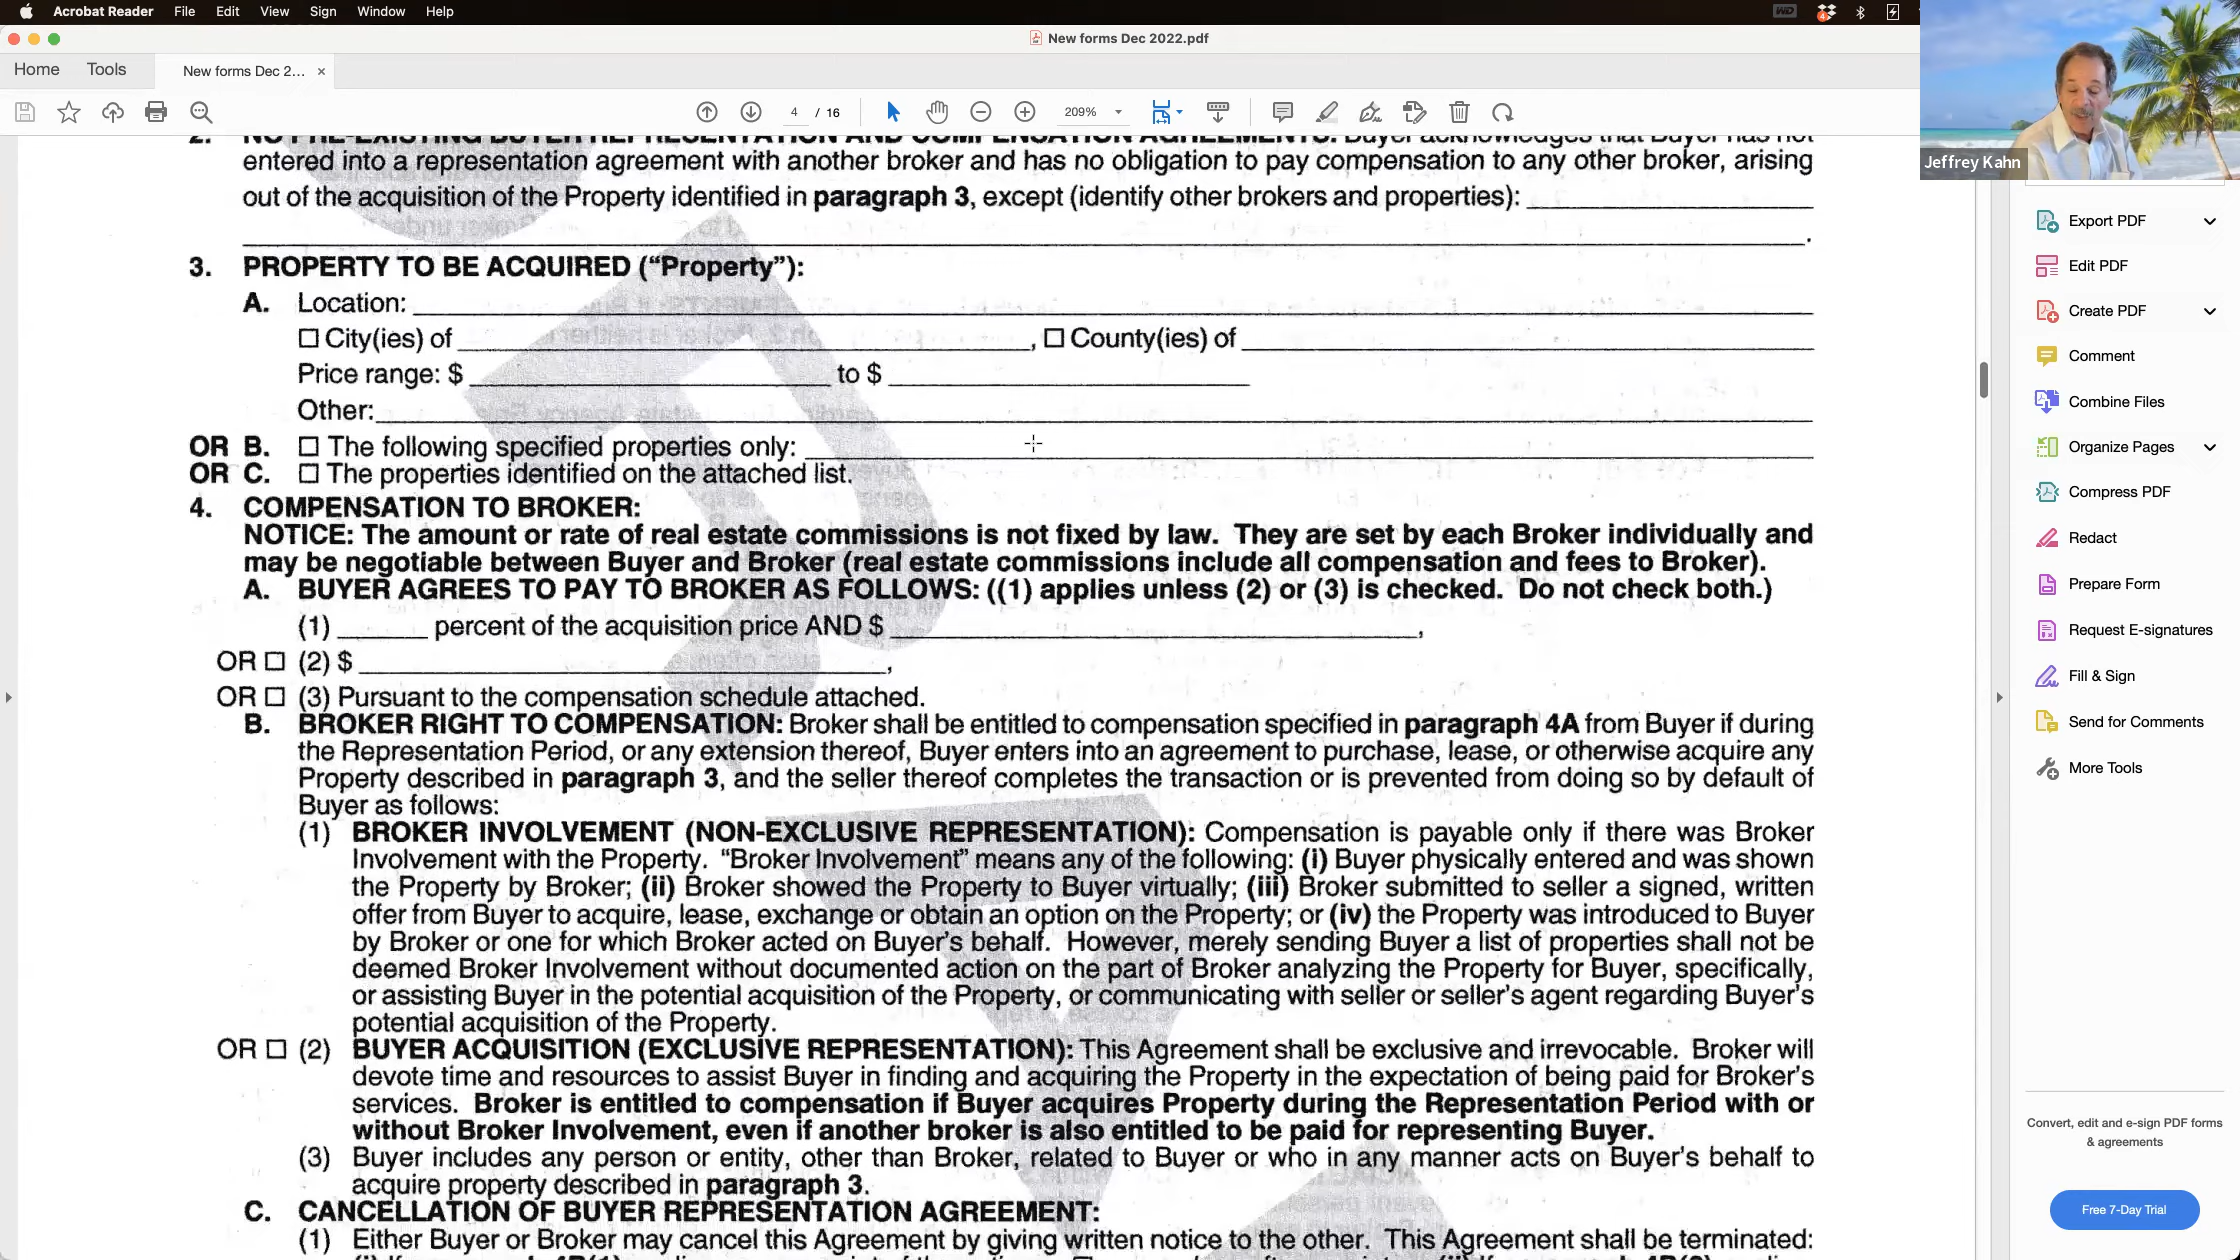 Acrobat Reader File Edit View Sign Window Help
New forms Dec 2022.pdf
Home Tools New forms Dec 2... ×
4 / 16 209%
Jeffrey Kahn
2. NO PRE-EXISTING BUYER REPRESENTATION AND COMPENSATION AGREEMENTS: Buyer acknowledges that Buyer has not
entered into a representation agreement with another broker and has no obligation to pay compensation to any other broker, arising
out of the acquisition of the Property identified in paragraph 3, except (identify other brokers and properties):
.
3. PROPERTY TO BE ACQUIRED (“Property”):
A. Location:
☐ City(ies) of , ☐ County(ies) of
Price range: $ to $
Other:
OR B. ☐ The following specified properties only:
OR C. ☐ The properties identified on the attached list.
4. COMPENSATION TO BROKER:
NOTICE: The amount or rate of real estate commissions is not fixed by law. They are set by each Broker individually and
may be negotiable between Buyer and Broker (real estate commissions include all compensation and fees to Broker).
A. BUYER AGREES TO PAY TO BROKER AS FOLLOWS: ((1) applies unless (2) or (3) is checked. Do not check both.)
(1) ______ percent of the acquisition price AND $ ,
OR ☐ (2) $ ,
OR ☐ (3) Pursuant to the compensation schedule attached.
B. BROKER RIGHT TO COMPENSATION: Broker shall be entitled to compensation specified in paragraph 4A from Buyer if during
the Representation Period, or any extension thereof, Buyer enters into an agreement to purchase, lease, or otherwise acquire any
Property described in paragraph 3, and the seller thereof completes the transaction or is prevented from doing so by default of
Buyer as follows:
(1) BROKER INVOLVEMENT (NON-EXCLUSIVE REPRESENTATION): Compensation is payable only if there was Broker
Involvement with the Property. “Broker Involvement” means any of the following: (i) Buyer physically entered and was shown
the Property by Broker; (ii) Broker showed the Property to Buyer virtually; (iii) Broker submitted to seller a signed, written
offer from Buyer to acquire, lease, exchange or obtain an option on the Property; or (iv) the Property was introduced to Buyer
by Broker or one for which Broker acted on Buyer’s behalf. However, merely sending Buyer a list of properties shall not be
deemed Broker Involvement without documented action on the part of Broker analyzing the Property for Buyer, specifically,
or assisting Buyer in the potential acquisition of the Property, or communicating with seller or seller’s agent regarding Buyer’s
potential acquisition of the Property.
OR ☐ (2) BUYER ACQUISITION (EXCLUSIVE REPRESENTATION): This Agreement shall be exclusive and irrevocable. Broker will
devote time and resources to assist Buyer in finding and acquiring the Property in the expectation of being paid for Broker’s
services. Broker is entitled to compensation if Buyer acquires Property during the Representation Period with or
without Broker Involvement, even if another broker is also entitled to be paid for representing Buyer.
(3) Buyer includes any person or entity, other than Broker, related to Buyer or who in any manner acts on Buyer’s behalf to
acquire property described in paragraph 3.
C. CANCELLATION OF BUYER REPRESENTATION AGREEMENT:
(1) Either Buyer or Broker may cancel this Agreement by giving written notice to the other. This Agreement shall be terminated:
Export PDF
Edit PDF
Create PDF
Comment
Combine Files
Organize Pages
Compress PDF
Redact
Prepare Form
Request E-signatures
Fill & Sign
Send for Comments
More Tools
Convert, edit and e-sign PDF forms
& agreements
Free 7-Day Trial